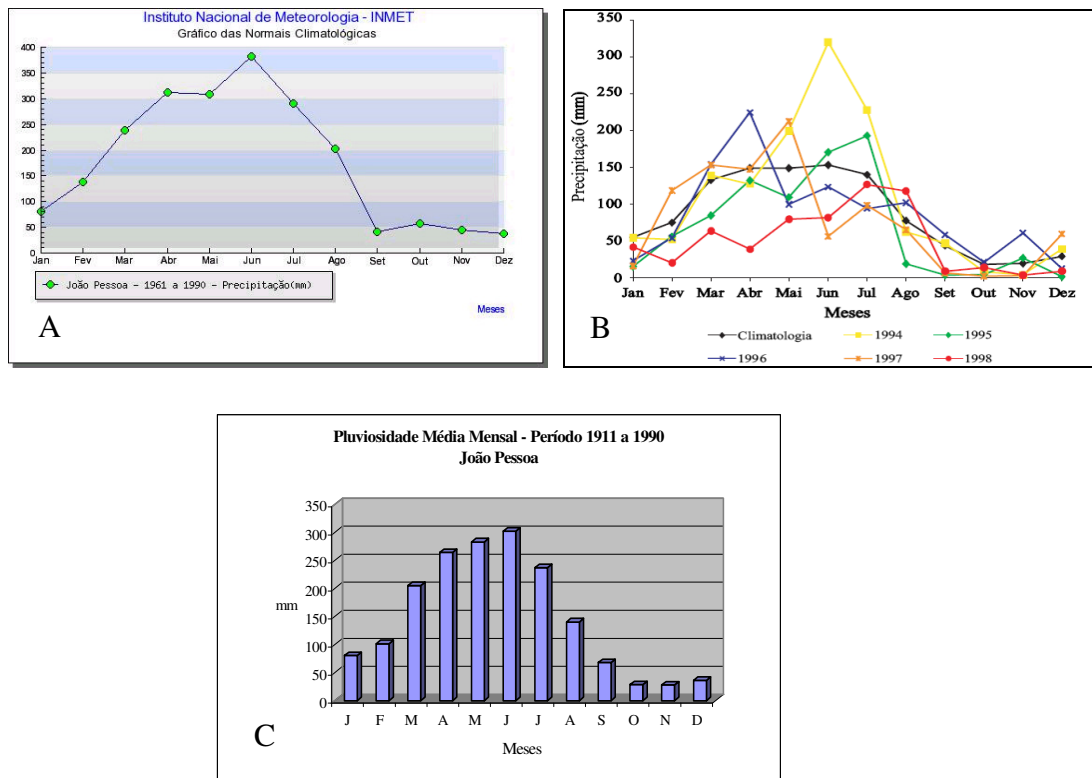 Instituto Nacional de Meteorologia - INMET
Gráfico das Normais Climatológicas
400
350
300
250
200
150
100
50
0
Jan Fev Mar Abr Mai Jun Jul Ago Set Out Nov Dez
João Pessoa - 1961 a 1990 - Precipitação(mm)
Meses
A
350
300
250
200
150
100
50
0
Precipitação (mm)
Jan Fev Mar Abr Mai Jun Jul Ago Set Out Nov Dez
Meses
Climatologia 1994 1995
1996 1997 1998
B
Pluviosidade Média Mensal - Período 1911 a 1990
João Pessoa
350
300
250
200
150
100
50
0
mm
J F M A M J J A S O N D
Meses
C